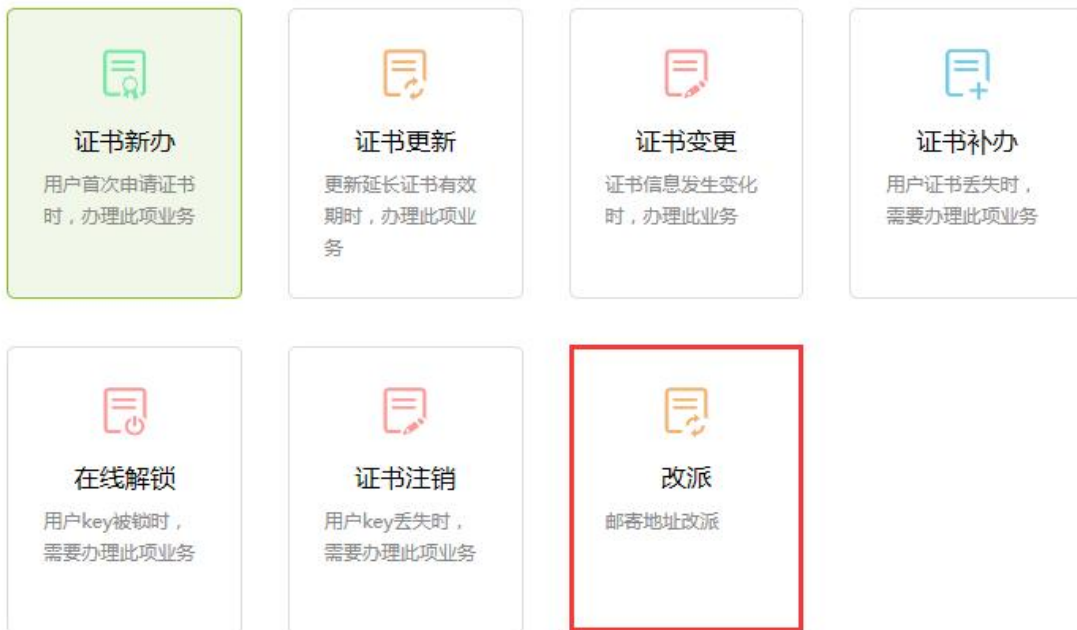 证书新办
用户首次申请证书
时，办理此项业务
证书更新
更新延长证书有效
期时，办理此项业
务
证书变更
证书信息发生变化
时，办理此业务
证书补办
用户证书丢失时，
需要办理此项业务
在线解锁
用户key被锁时，
需要办理此项业务
证书注销
用户key丢失时，
需要办理此项业务
改派
邮寄地址改派